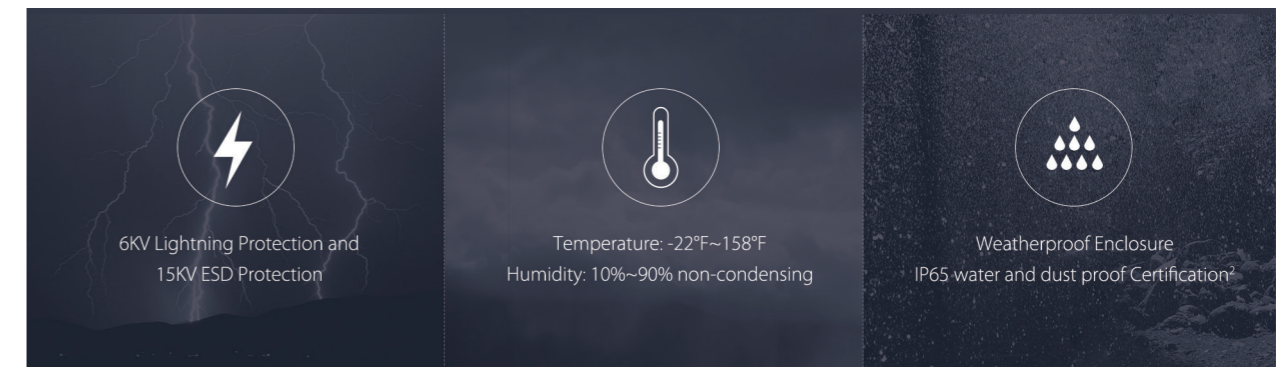 6KV Lightning Protection and
15KV ESD Protection
Temperature: -22°F~158°F
Humidity: 10%~90% non-condensing
Weatherproof Enclosure
IP65 water and dust proof Certification²